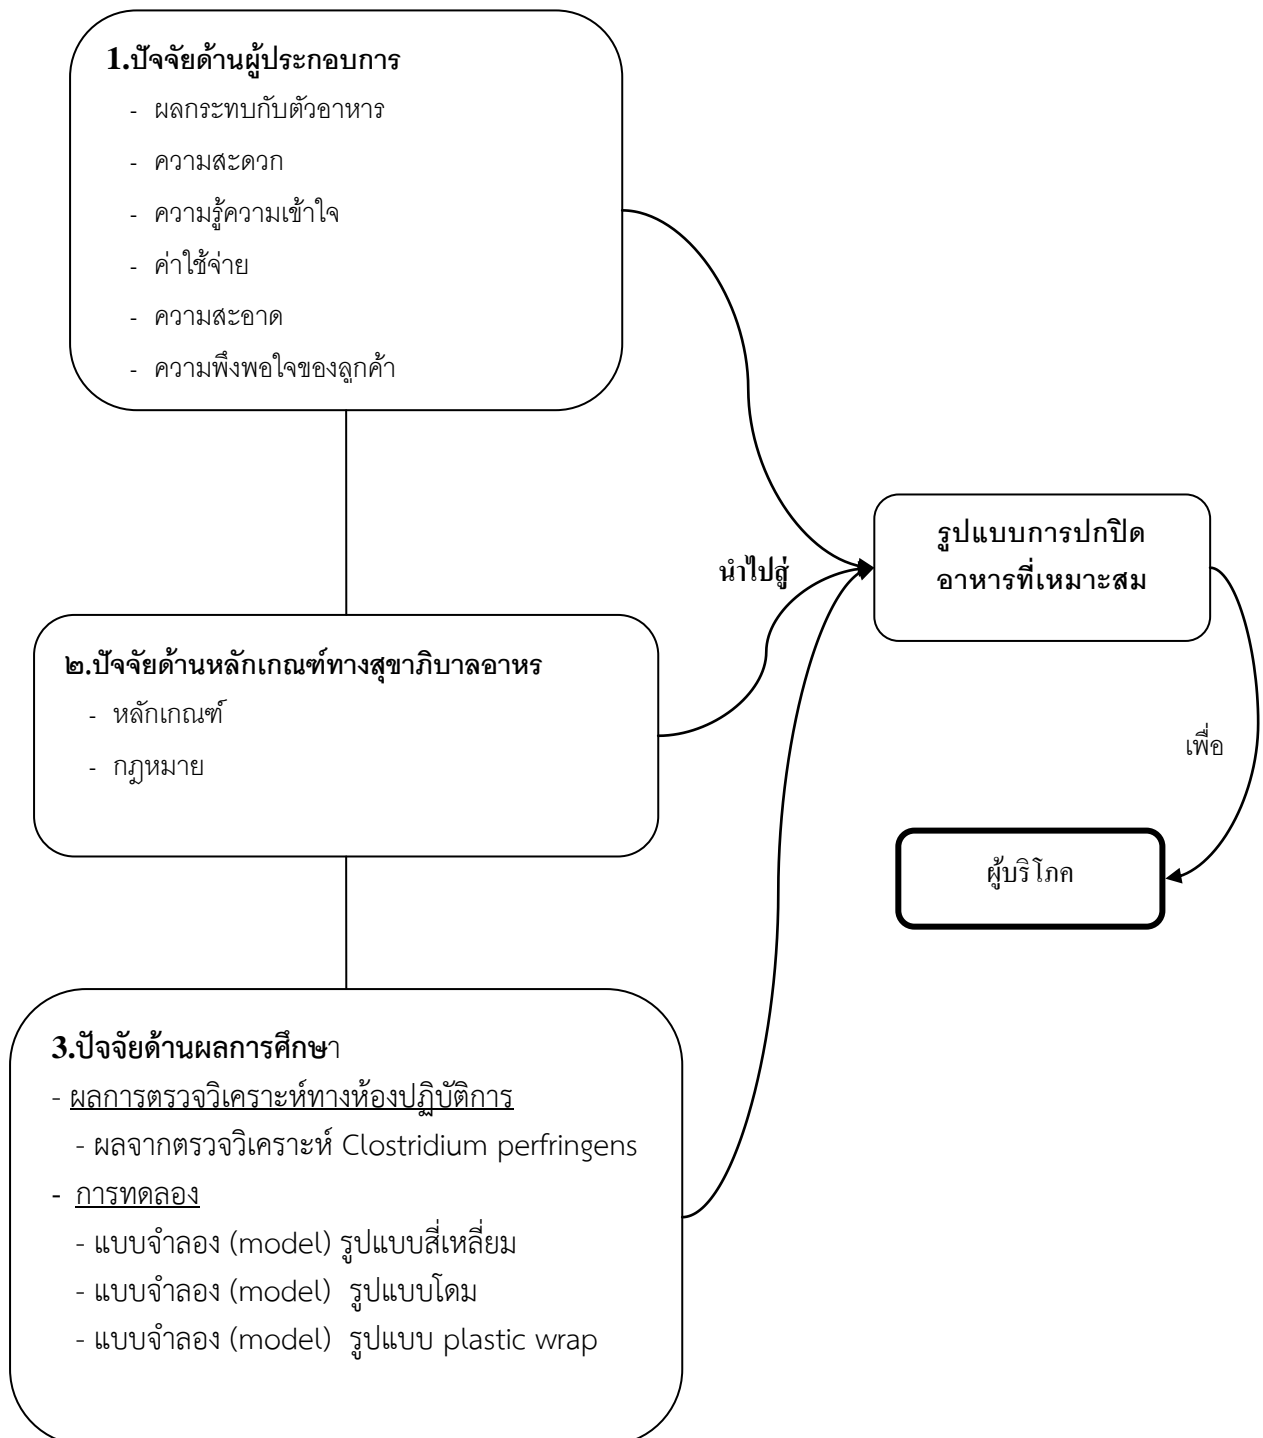 1.ปัจจัยด้านผู้ประกอบการ
- ผลกระทบกับตัวอาหาร
- ความสะดวก
- ความรู้ความเข้าใจ
- ค่าใช้จ่าย
- ความสะอาด
- ความพึงพอใจของลูกค้า
นำไปสู่
รูปแบบการปกปิด
อาหารที่เหมาะสม
๒.ปัจจัยด้านหลักเกณฑ์ทางสุขาภิบาลอาหร
- หลักเกณฑ์
- กฎหมาย
เพื่อ
ผู้บริโภค
3.ปัจจัยด้านผลการศึกษา
- ผลการตรวจวิเคราะห์ทางห้องปฏิบัติการ
- ผลจากตรวจวิเคราะห์ Clostridium perfringens
- การทดลอง
- แบบจำลอง (model) รูปแบบสี่เหลี่ยม
- แบบจำลอง (model) รูปแบบโดม
- แบบจำลอง (model) รูปแบบ plastic wrap